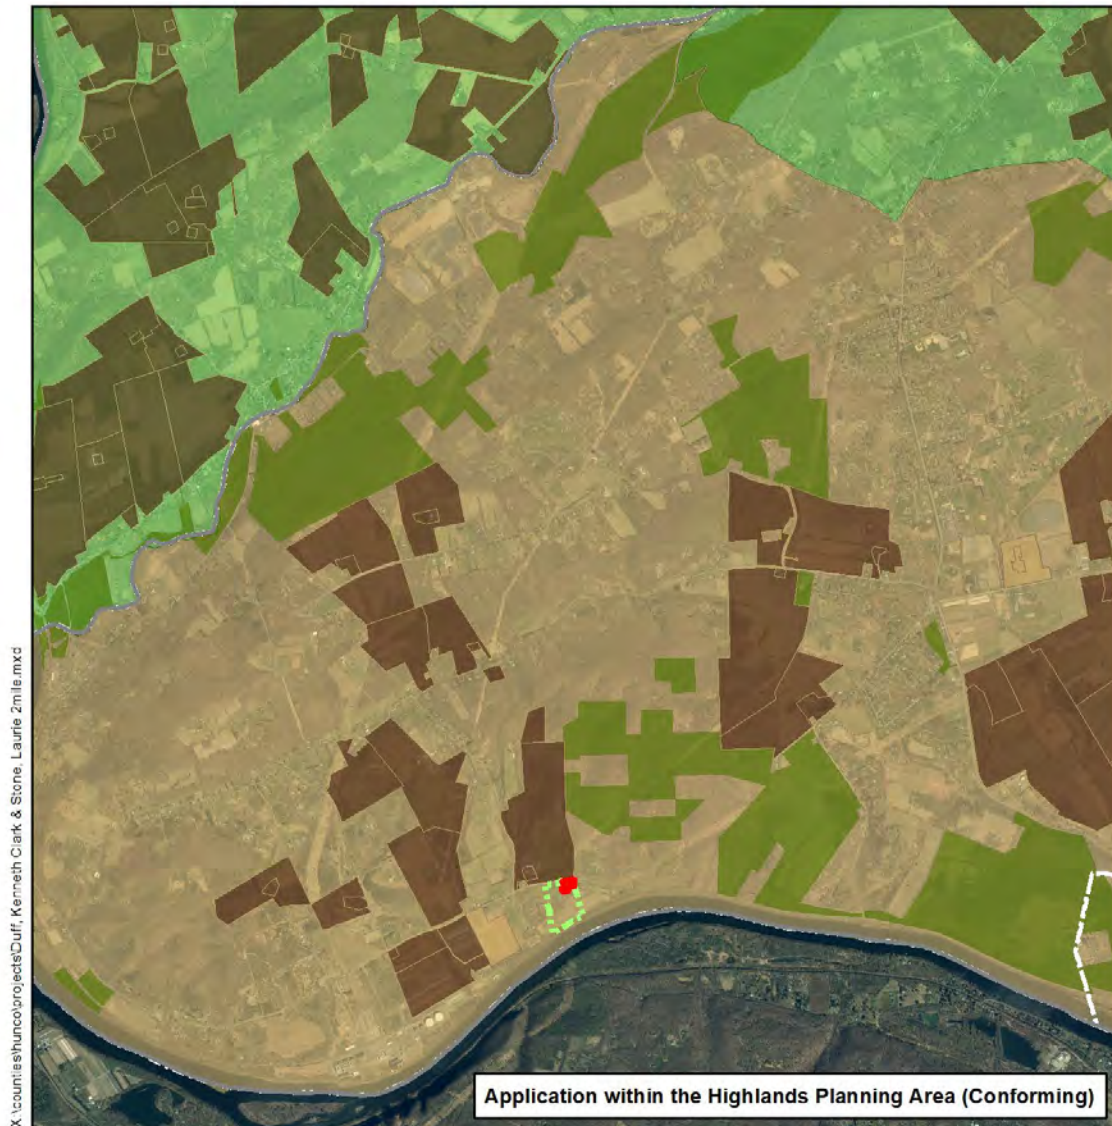 X:\counties\hunco\projects\Duff, Kenneth Clark & Stone, Laurie 2mile.mxd
Application within the Highlands Planning Area (Conforming)